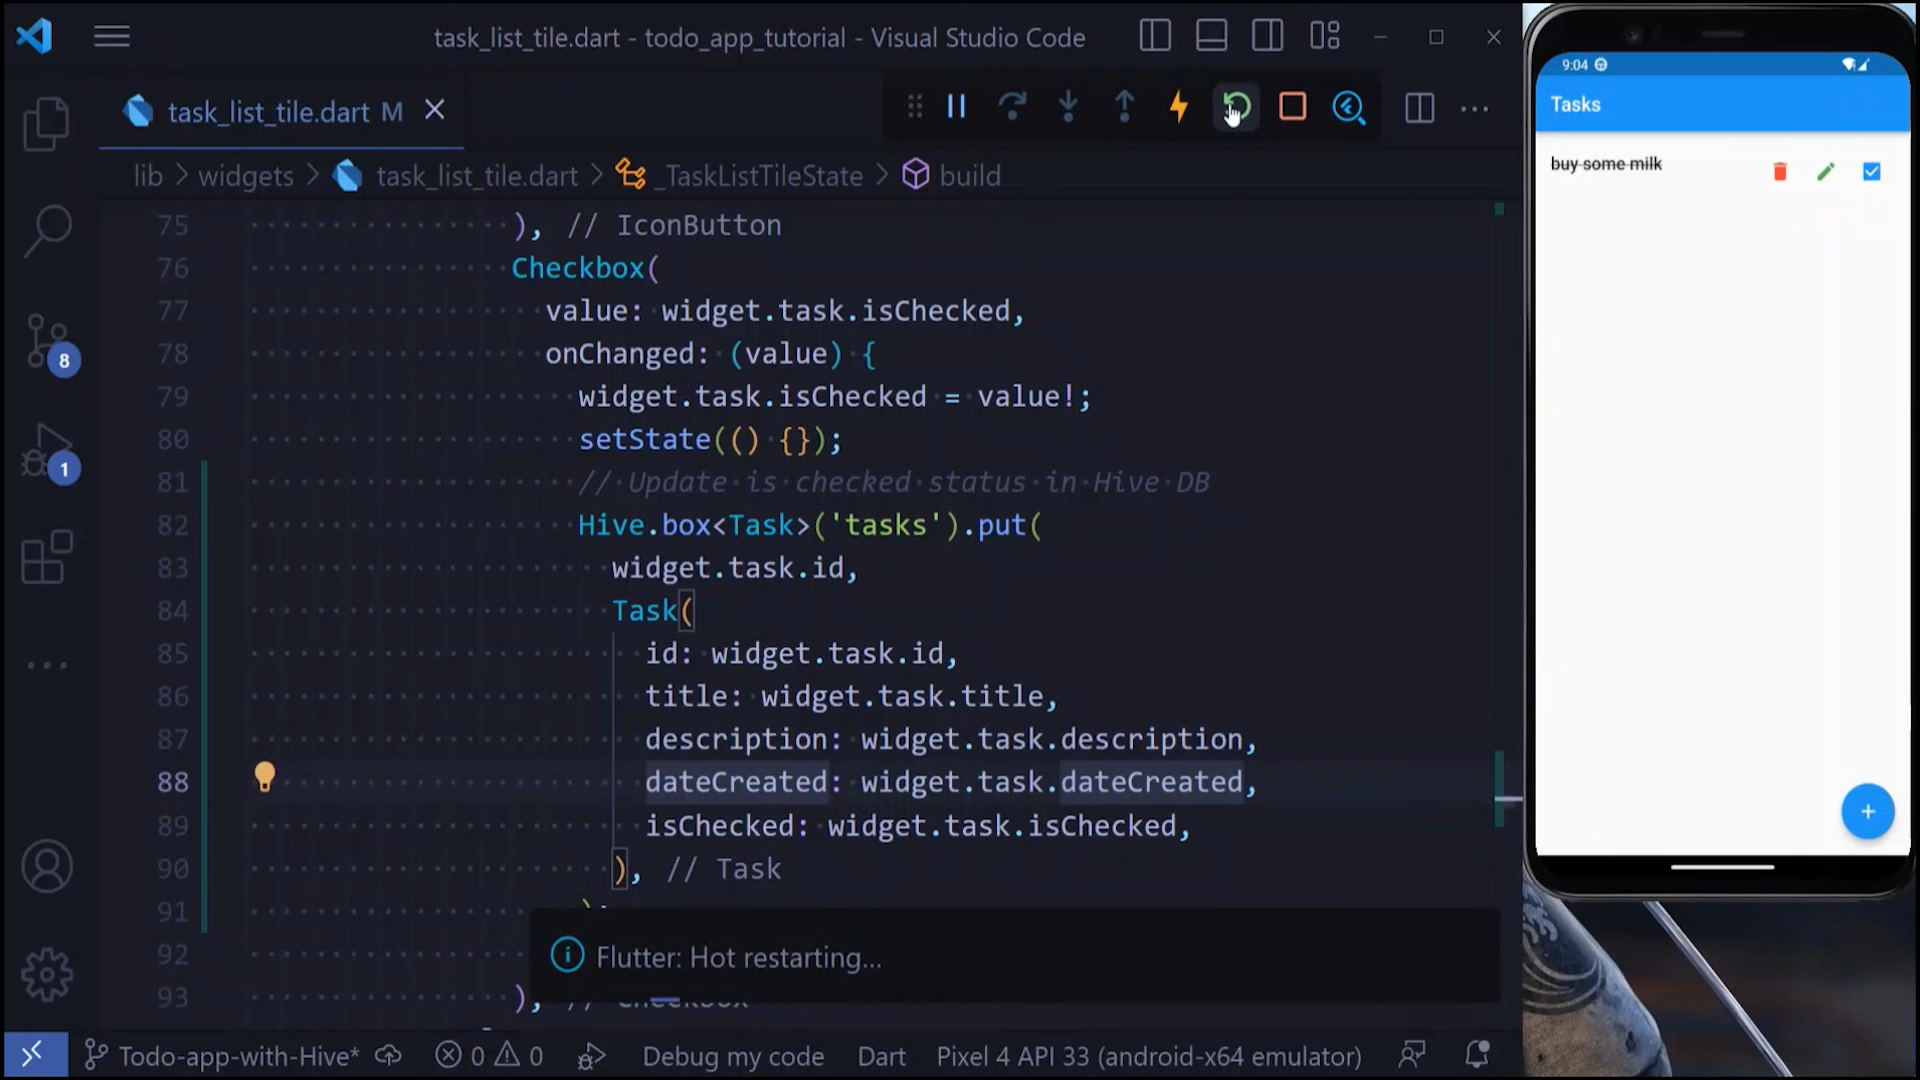 task_list_tile.dart - todo_app_tutorial - Visual Studio Code
task_list_tile.dart M
lib > widgets > task_list_tile.dart > _TaskListTileState > build
75 ), // IconButton
76 Checkbox(
77 value: widget.task.isChecked,
78 onChanged: (value) {
79 widget.task.isChecked = value!;
80 setState(() {});
81 // Update is checked status in Hive DB
82 Hive.box<Task>('tasks').put(
83 widget.task.id,
84 Task(
85 id: widget.task.id,
86 title: widget.task.title,
87 description: widget.task.description,
88 dateCreated: widget.task.dateCreated,
89 isChecked: widget.task.isChecked,
90 ), // Task
91
92
93 ), // Checkbox
8
1
Flutter: Hot restarting...
Todo-app-with-Hive* 0 0 Debug my code Dart Pixel 4 API 33 (android-x64 emulator)
9:04
Tasks
buy some milk
+